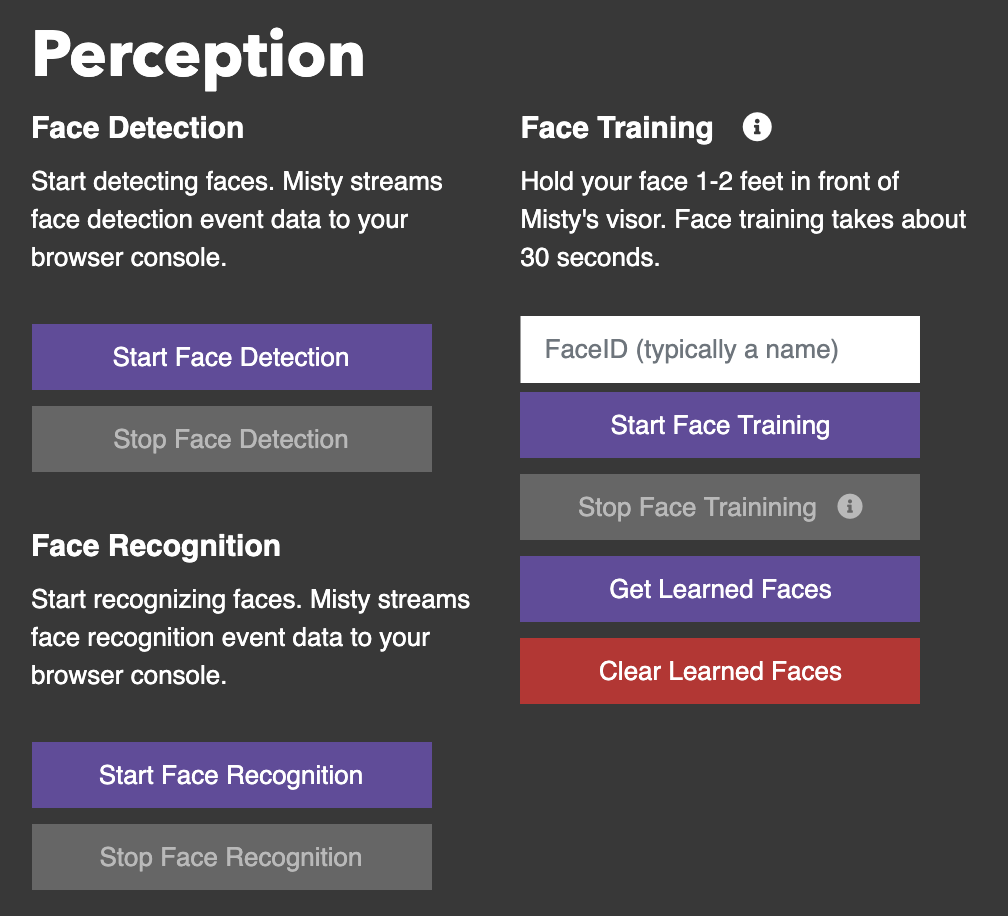 Perception
Face Detection
Start detecting faces. Misty streams
face detection event data to your
browser console.
Start Face Detection
Stop Face Detection
Face Recognition
Start recognizing faces. Misty streams
face recognition event data to your
browser console.
Start Face Recognition
Stop Face Recognition
Face Training
Hold your face 1-2 feet in front of
Misty's visor. Face training takes about
30 seconds.
FaceID (typically a name)
Start Face Training
Stop Face Trainining
Get Learned Faces
Clear Learned Faces